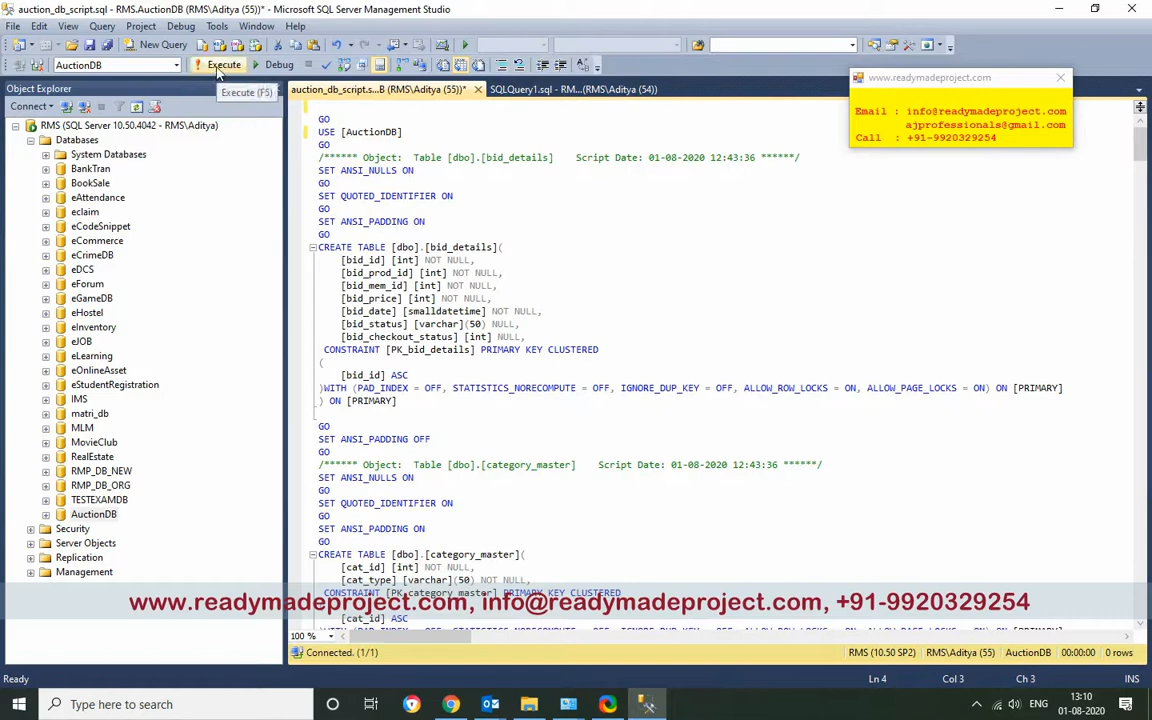 auction_db_script.sql - RMS.AuctionDB (RMS\Aditya (55))* - Microsoft SQL Server Management Studio
File Edit View Query Project Debug Tools Window Help
New Query
AuctionDB Execute Debug
Execute (F5)
Object Explorer
Connect
RMS (SQL Server 10.50.4042 - RMS\Aditya)
Databases
System Databases
BankTran
BookSale
eAttendance
eclaim
eCodeSnippet
eCommerce
eCrimeDB
eDCS
eForum
eGameDB
eHostel
eInventory
eJOB
eLearning
eOnlineAsset
eStudentRegistration
IMS
matri_db
MLM
MovieClub
RealEstate
RMP_DB_NEW
RMP_DB_ORG
TESTEXAMDB
AuctionDB
Security
Server Objects
Replication
Management
auction_db_script.s...B (RMS\Aditya (55))* SQLQuery1.sql - RM...(RMS\Aditya (54))
GO
USE [AuctionDB]
GO
/****** Object:  Table [dbo].[bid_details]    Script Date: 01-08-2020 12:43:36 ******/
SET ANSI_NULLS ON
GO
SET QUOTED_IDENTIFIER ON
GO
SET ANSI_PADDING ON
GO
CREATE TABLE [dbo].[bid_details](
[bid_id] [int] NOT NULL,
[bid_prod_id] [int] NOT NULL,
[bid_mem_id] [int] NOT NULL,
[bid_price] [int] NOT NULL,
[bid_date] [smalldatetime] NOT NULL,
[bid_status] [varchar](50) NULL,
[bid_checkout_status] [int] NULL,
CONSTRAINT [PK_bid_details] PRIMARY KEY CLUSTERED
(
[bid_id] ASC
)WITH (PAD_INDEX = OFF, STATISTICS_NORECOMPUTE = OFF, IGNORE_DUP_KEY = OFF, ALLOW_ROW_LOCKS = ON, ALLOW_PAGE_LOCKS = ON) ON [PRIMARY]
) ON [PRIMARY]
GO
SET ANSI_PADDING OFF
GO
/****** Object:  Table [dbo].[category_master]    Script Date: 01-08-2020 12:43:36 ******/
SET ANSI_NULLS ON
GO
SET QUOTED_IDENTIFIER ON
GO
SET ANSI_PADDING ON
GO
CREATE TABLE [dbo].[category_master](
[cat_id] [int] NOT NULL,
[cat_type] [varchar](50) NOT NULL,
CONSTRAINT [PK_category_master] PRIMARY KEY CLUSTERED
[cat_id] ASC
www.readymadeproject.com
Email : info@readymadeproject.com
ajprofessionals@gmail.com
Call : +91-9920329254
www.readymadeproject.com, info@readymadeproject.com, +91-9920329254
100 %
Connected. (1/1) RMS (10.50 SP2) RMS\Aditya (55) AuctionDB 00:00:00 0 rows
Ready Ln 4 Col 3 Ch 3 INS
Type here to search
ENG 13:10
01-08-2020